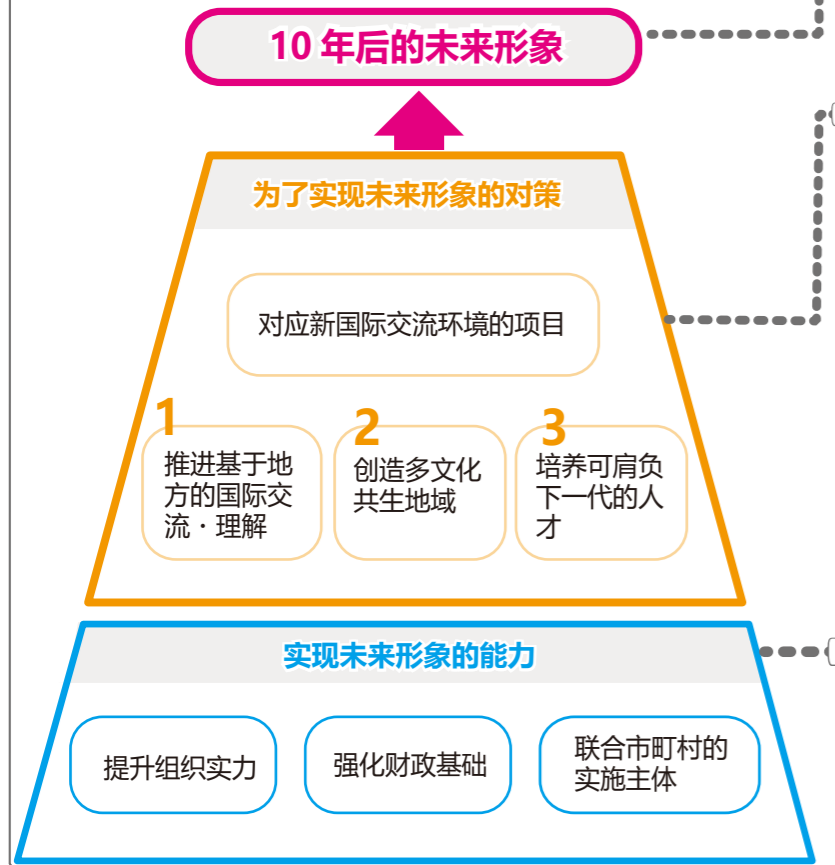 10 年后的未来形象
为了实现未来形象的对策
对应新国际交流环境的项目
1
推进基于地
方的国际交
流・理解
2
创造多文化
共生地域
3
培养可肩负
下一代的人
才
实现未来形象的能力
提升组织实力
强化财政基础
联合市町村的
实施主体